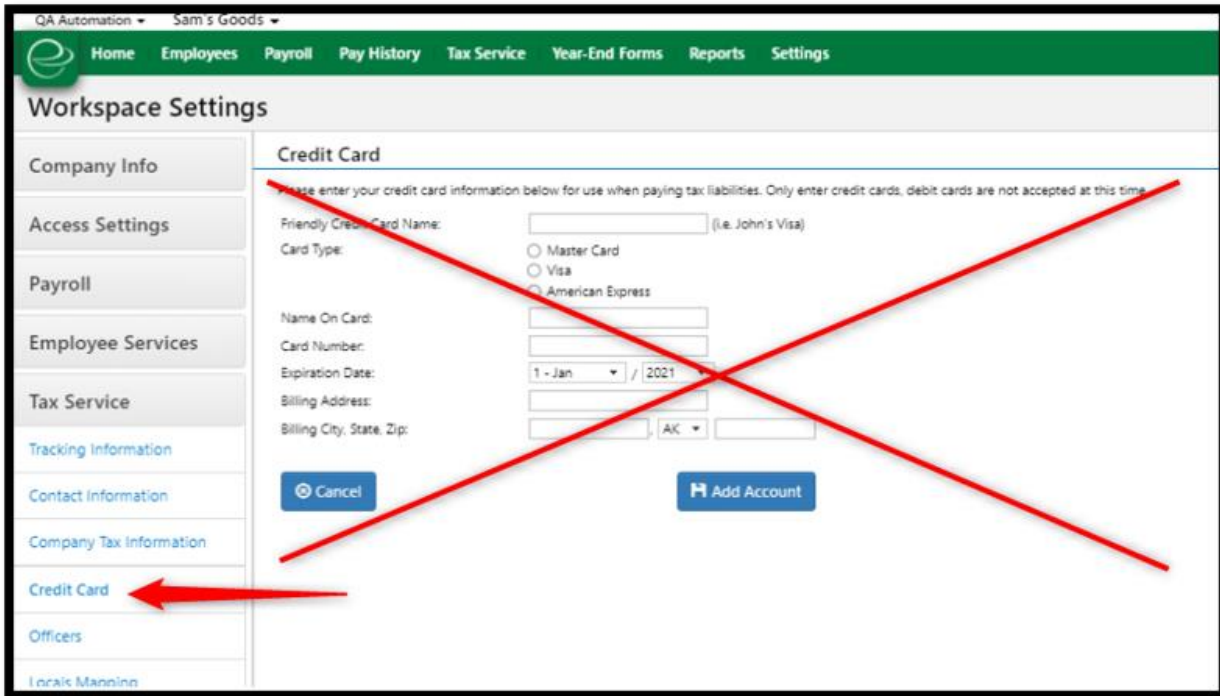 QA Automation Sam's Goods
Home Employees Payroll Pay History Tax Service Year-End Forms Reports Settings
Workspace Settings
Company Info
Access Settings
Payroll
Employee Services
Tax Service
Tracking Information
Contact Information
Company Tax Information
Credit Card
Officers
Locals Mapping
Credit Card
Please enter your credit card information below for use when paying tax liabilities. Only enter credit cards, debit cards are not accepted at this time.
Friendly Credit Card Name: (i.e. John's Visa)
Card Type: Master Card
Visa
American Express
Name On Card:
Card Number:
Expiration Date: 1 - Jan / 2021
Billing Address:
Billing City, State, Zip: , AK
Cancel Add Account